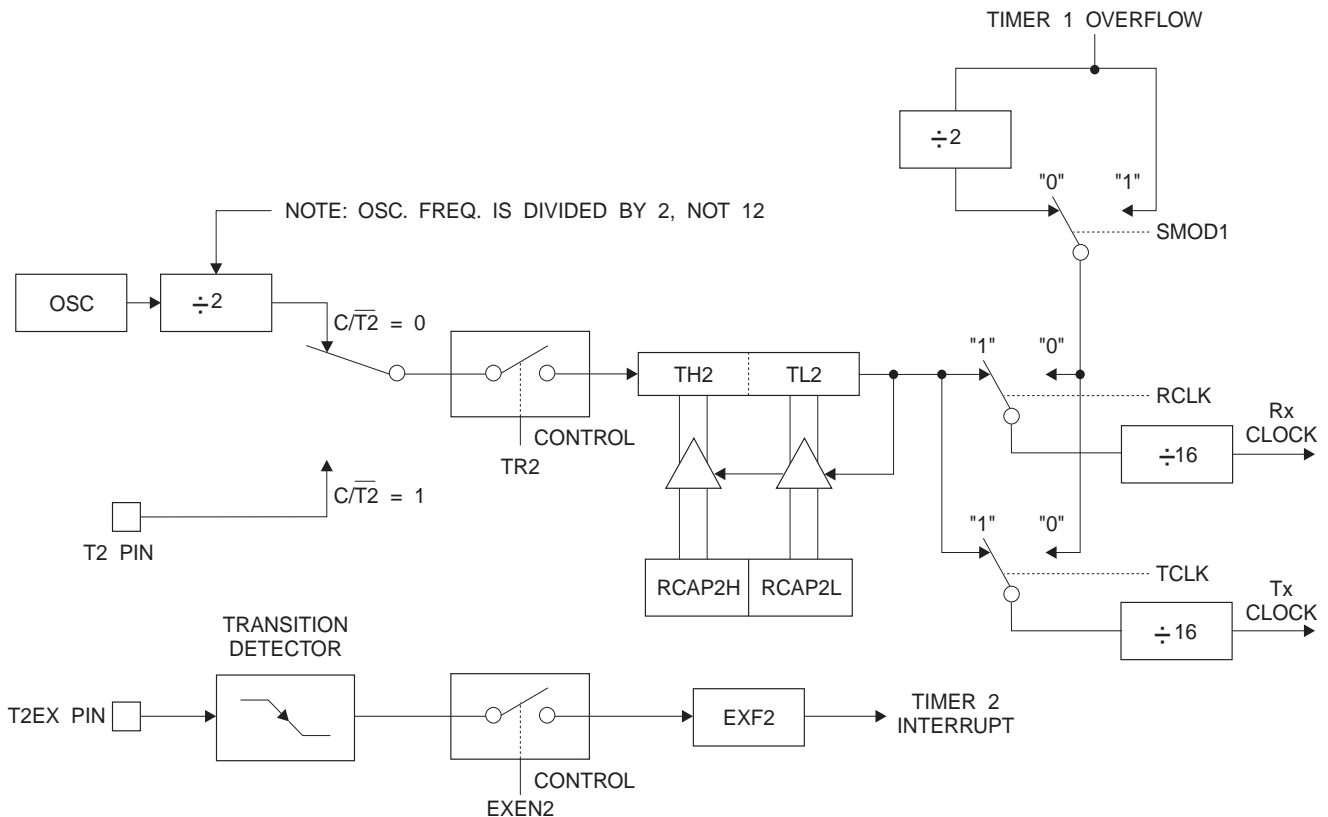 TIMER 1 OVERFLOW
÷2
"0" "1"
NOTE: OSC. FREQ. IS DIVIDED BY 2, NOT 12
SMOD1
OSC
÷2
C/T2 = 0
"1" "0"
TH2 TL2
RCLK
Rx
CLOCK
CONTROL
TR2
÷16
C/T2 = 1
T2 PIN
"1" "0"
RCAP2H RCAP2L
TCLK
Tx
CLOCK
÷16
TRANSITION
DETECTOR
T2EX PIN
EXF2
TIMER 2
INTERRUPT
CONTROL
EXEN2